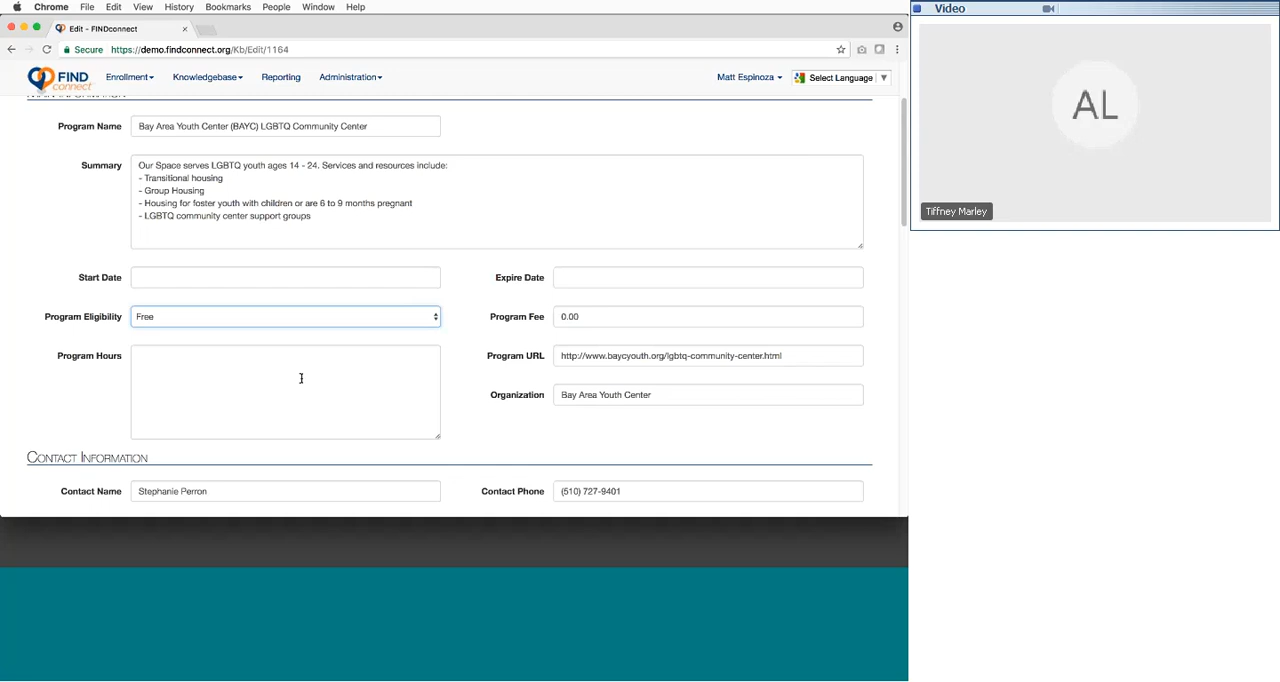 Chrome File Edit View History Bookmarks People Window Help
Video
Edit - FINDconnect
Secure https://demo.findconnect.org/Kb/Edit/1164
FIND connect
Enrollment Knowledgebase Reporting Administration Matt Espinoza Select Language
MAIN INFORMATION
Program Name Bay Area Youth Center (BAYC) LGBTQ Community Center
Summary Our Space serves LGBTQ youth ages 14 - 24. Services and resources include:
- Transitional housing
- Group Housing
- Housing for foster youth with children or are 6 to 9 months pregnant
- LGBTQ community center support groups
Start Date Expire Date
Program Eligibility Free Program Fee 0.00
Program Hours Program URL http://www.baycyouth.org/lgbtq-community-center.html
Organization Bay Area Youth Center
CONTACT INFORMATION
Contact Name Stephanie Perron Contact Phone (510) 727-9401
AL
Tiffney Marley